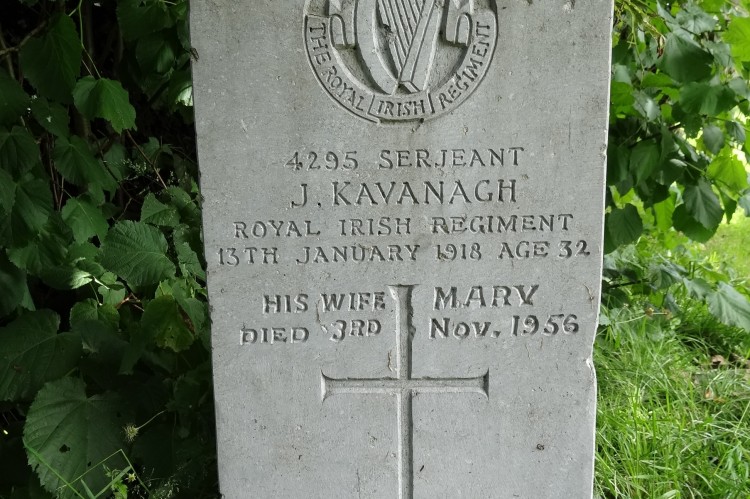 THE ROYAL IRISH REGIMENT
4295 SERJEANT
J. KAVANAGH
ROYAL IRISH REGIMENT
13TH JANUARY 1918 AGE 32
HIS WIFE MARY
DIED 3RD NOV. 1956